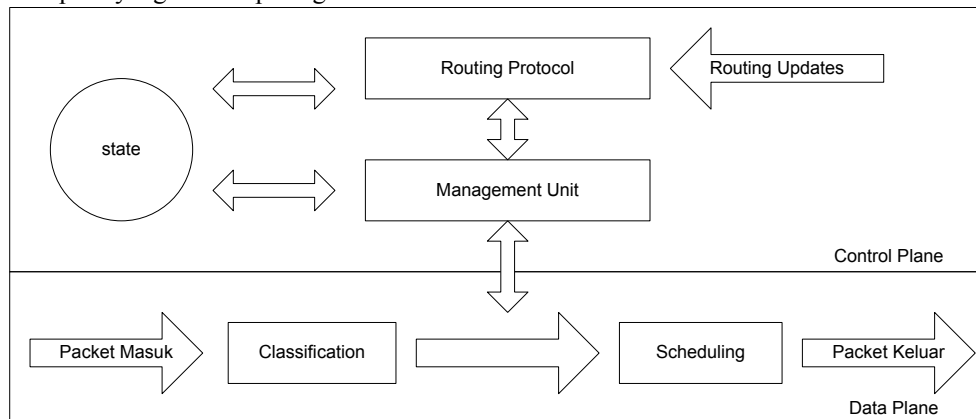 Routing Protocol
Routing Updates
state
Management Unit
Control Plane
Packet Masuk
Classification
Scheduling
Packet Keluar
Data Plane